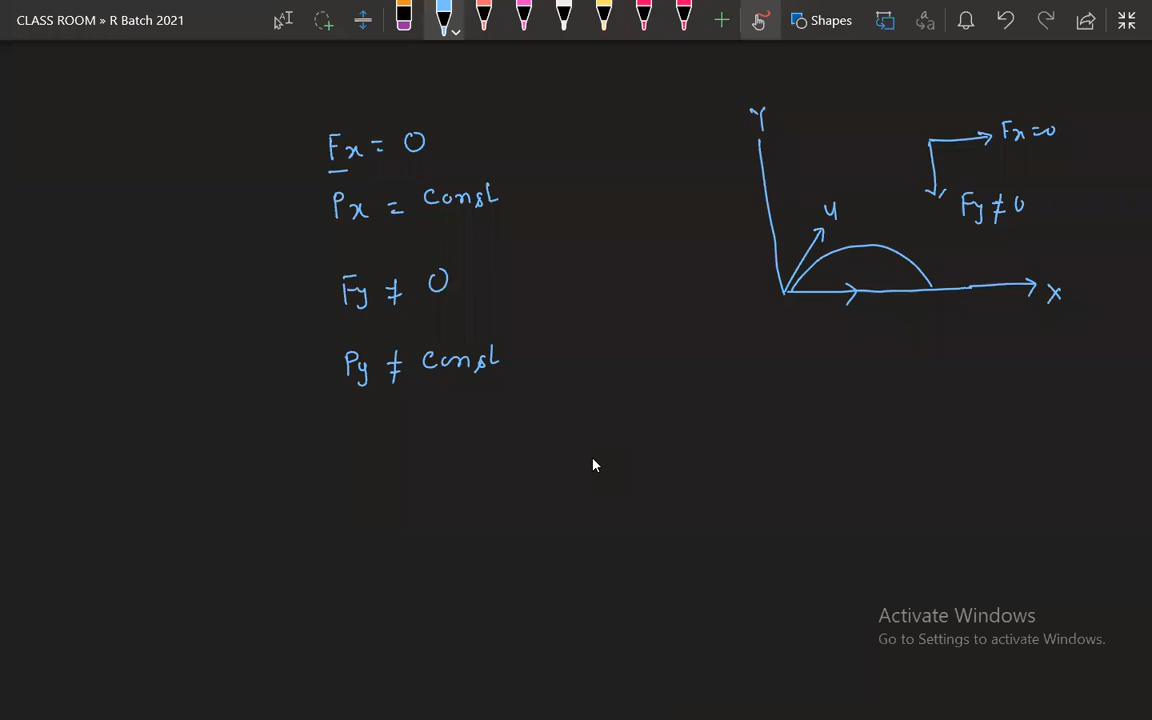 CLASS ROOM » R Batch 2021
Shapes
Fx = 0
Px = Const
Fy ≠ 0
Py ≠ Const
Y
u
X
Fx = 0
Fy ≠ 0
Activate Windows
Go to Settings to activate Windows.